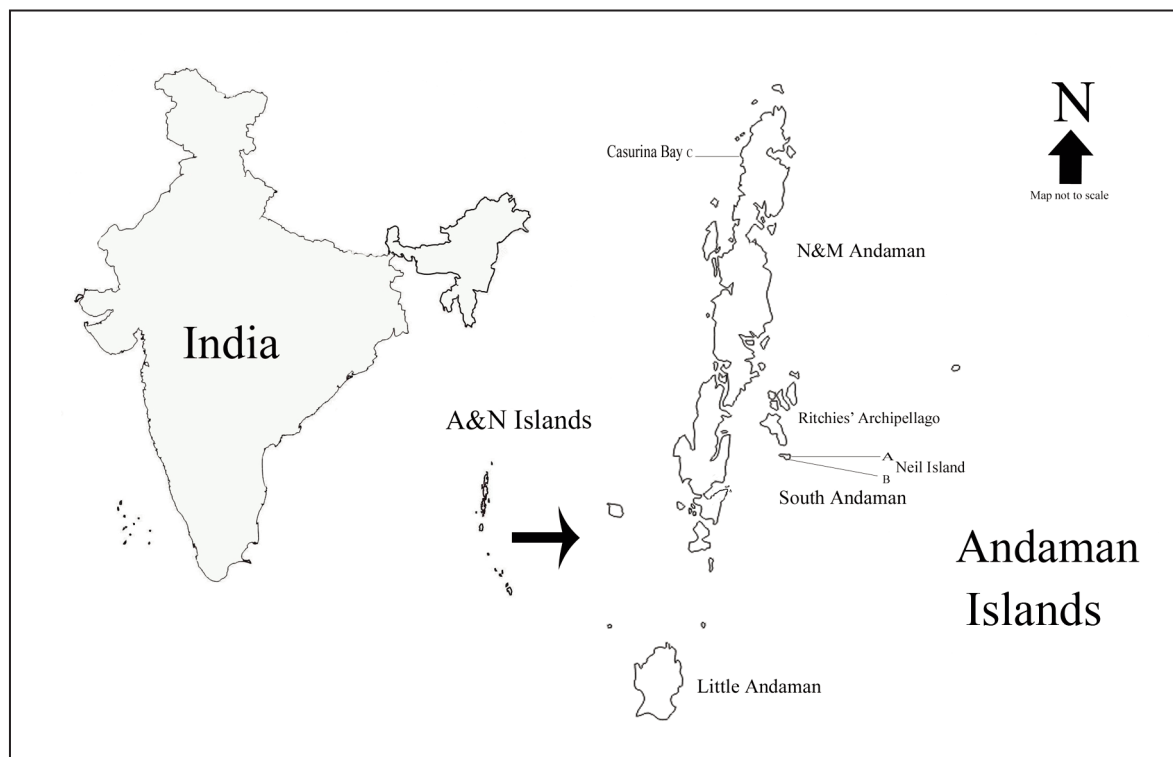 N
Map not to scale
Casurina Bay C
N&M Andaman
India
A&N Islands
Ritchies' Archipellago
A
Neil Island
B
South Andaman
Andaman
Islands
Little Andaman